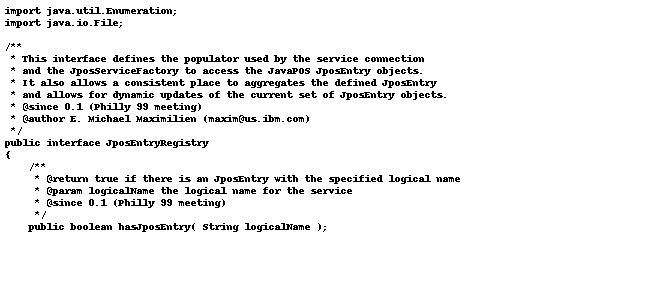 import java.util.Enumeration;
import java.io.File;
/**
 * This interface defines the populator used by the service connection
 * and the JposServiceFactory to access the JavaPOS JposEntry objects.
 * It also allows a consistent place to aggregates the defined JposEntry
 * and allows for dynamic updates of the current set of JposEntry objects.
 * @since 0.1 (Philly 99 meeting)
 * @author E. Michael Maximilien (maxim@us.ibm.com)
 */
public interface JposEntryRegistry
{
    /**
     * @return true if there is an JposEntry with the specified logical name
     * @param logicalName the logical name for the service
     * @since 0.1 (Philly 99 meeting)
     */
    public boolean hasJposEntry( String logicalName );